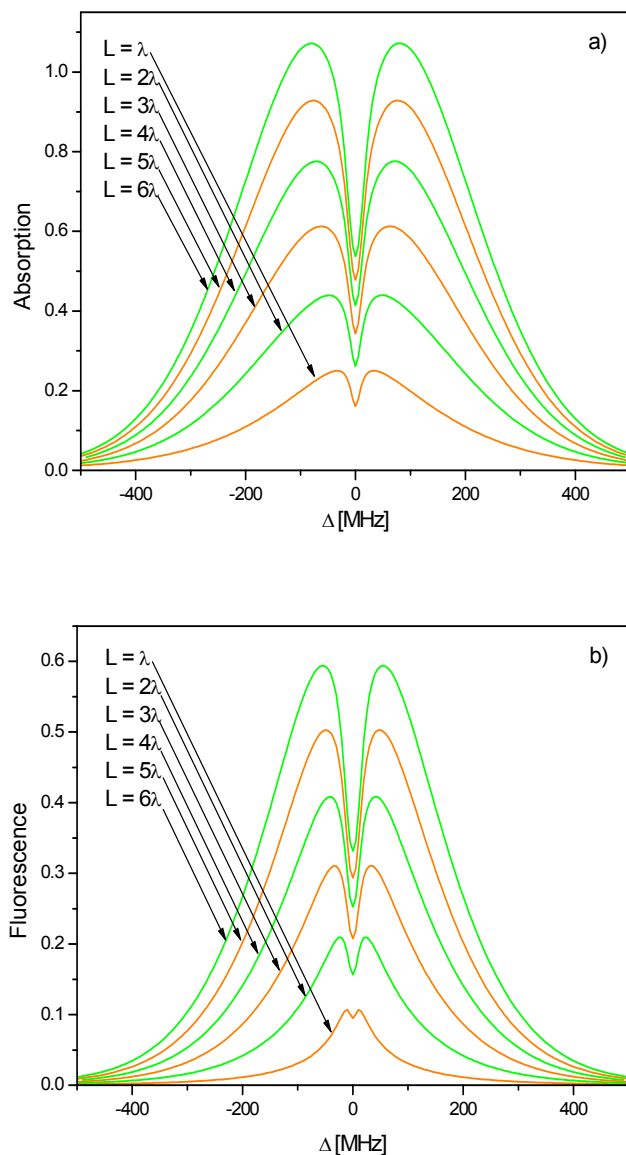 a)
L = λ
L = 2λ
L = 3λ
L = 4λ
L = 5λ
L = 6λ
1.0
0.8
0.6
0.4
0.2
0.0
Absorption
-400 -200 0 200 400
Δ [MHz]
b)
L = λ
L = 2λ
L = 3λ
L = 4λ
L = 5λ
L = 6λ
0.6
0.5
0.4
0.3
0.2
0.1
0.0
Fluorescence
-400 -200 0 200 400
Δ [MHz]